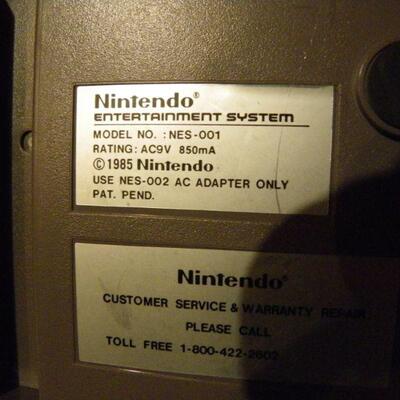 Nintendo®
ENTERTAINMENT SYSTEM
MODEL NO. :NES-001
RATING: AC9V 850mA
©1985 Nintendo
USE NES-002 AC ADAPTER ONLY
PAT. PEND.
Nintendo®
CUSTOMER SERVICE & WARRANTY REPAIR
PLEASE CALL
TOLL FREE 1-800-422-2602